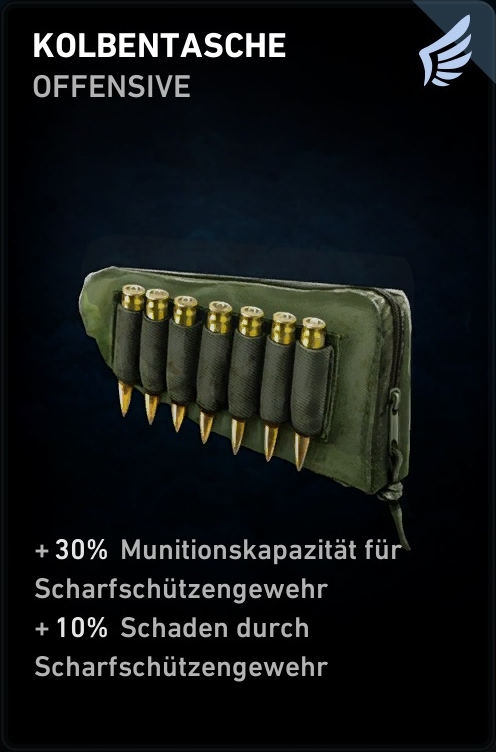 KOLBENTASCHE
OFFENSIVE
+ 30% Munitionskapazität für
Scharfschützengewehr
+ 10% Schaden durch
Scharfschützengewehr